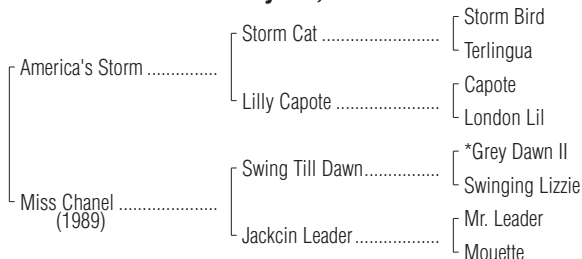 Storm Bird
Storm Cat ......................
Terlingua
America's Storm .............
Capote
Lilly Capote ...................
London Lil
*Grey Dawn II
Swing Till Dawn..............
Swinging Lizzie
Miss Chanel ..................
(1989)
Mr. Leader
Jackcin Leader ................
Mouette